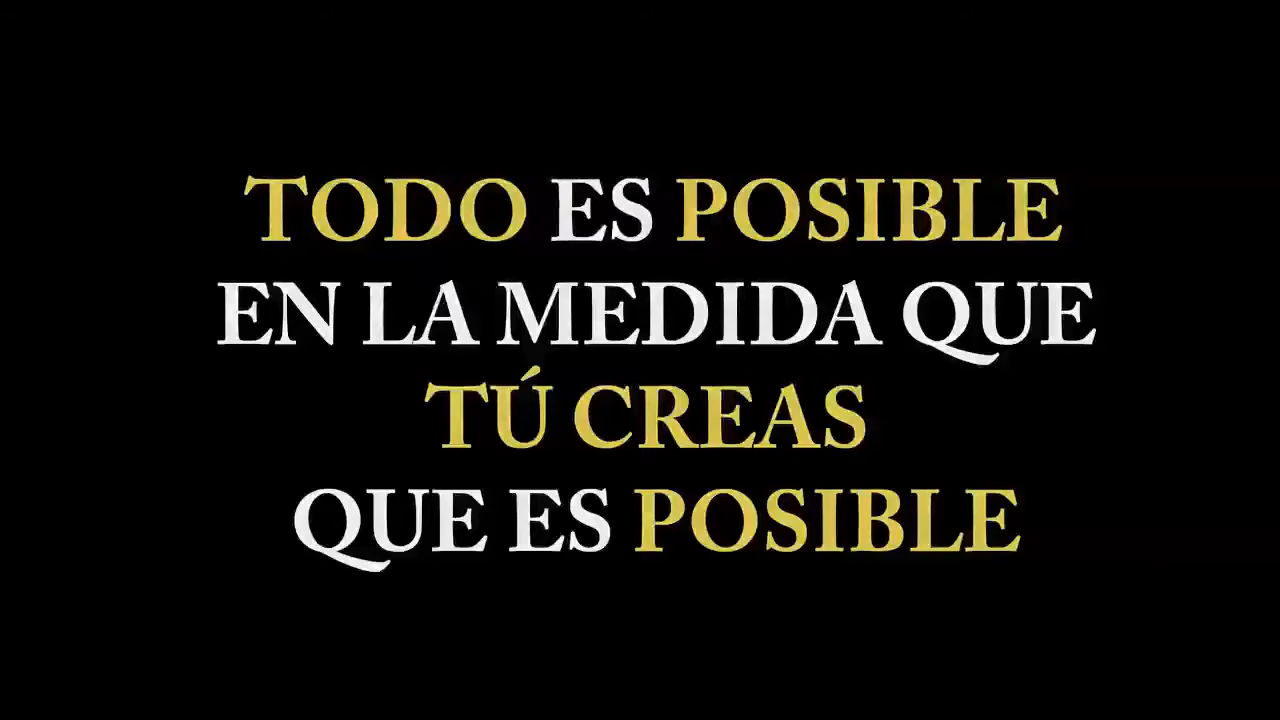 TODO ES POSIBLE
EN LA MEDIDA QUE
TÚ CREAS
QUE ES POSIBLE